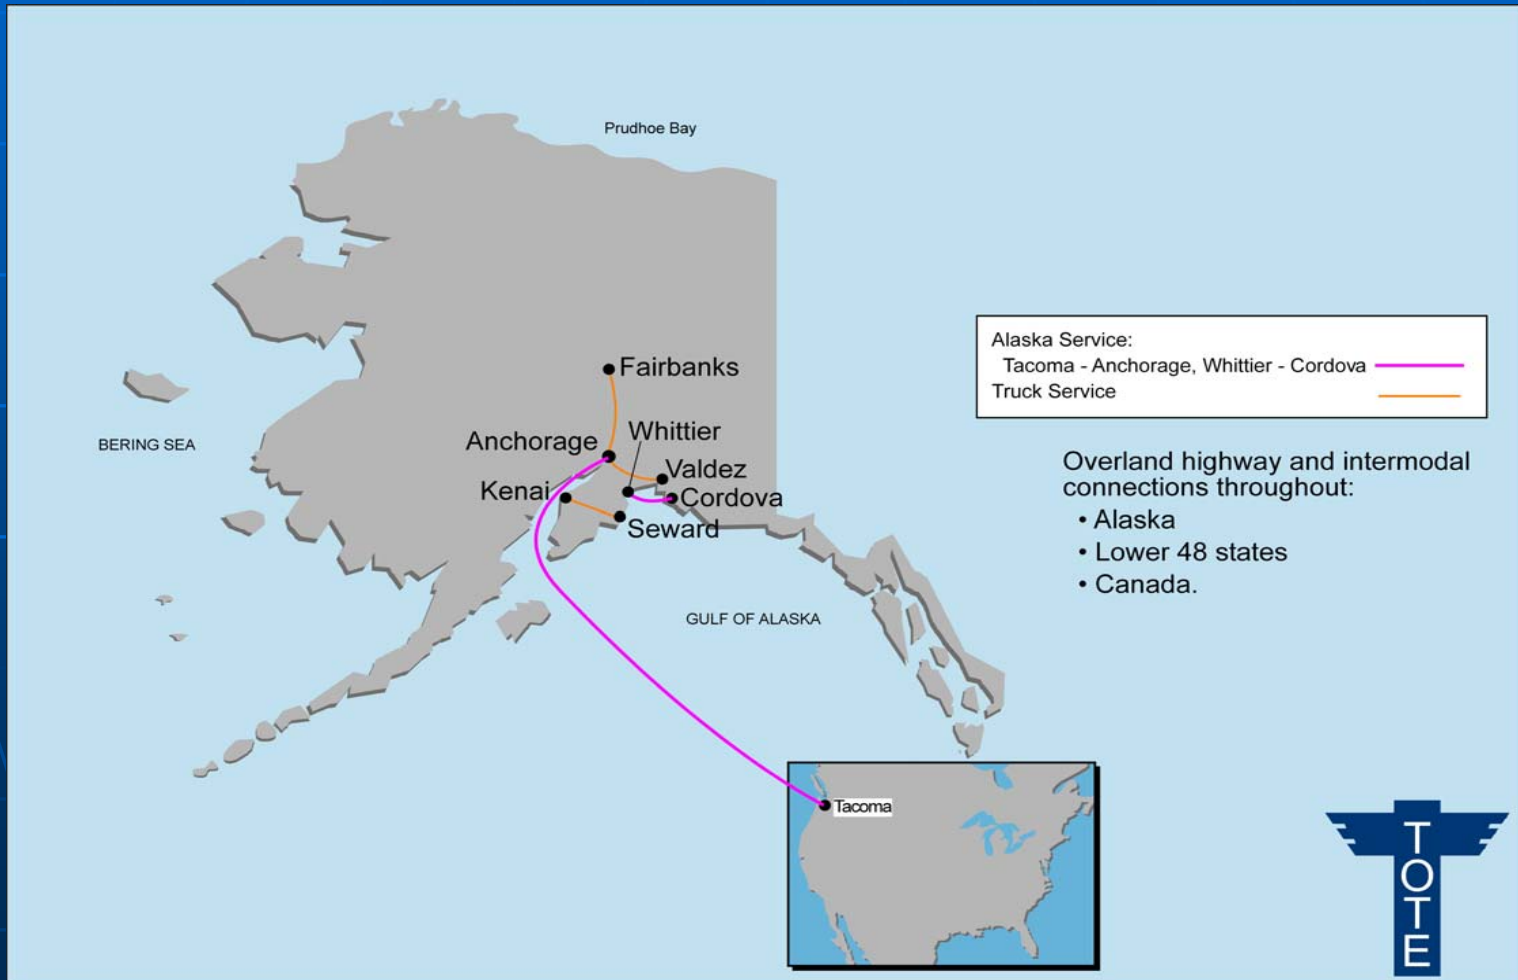 Prudhoe Bay
Alaska Service:
Tacoma - Anchorage, Whittier - Cordova
Truck Service
Fairbanks
Whittier
Anchorage
BERING SEA
Valdez
Kenai
Cordova
Seward
Overland highway and intermodal
connections throughout:
• Alaska
• Lower 48 states
• Canada.
GULF OF ALASKA
Tacoma
TOTE